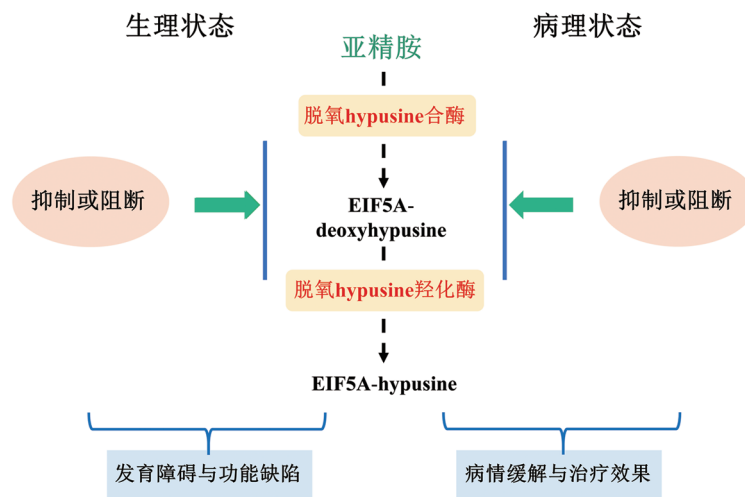 生理状态
病理状态
亚精胺
脱氧hypusine合酶
抑制或阻断
抑制或阻断
EIF5A-
deoxyhypusine
脱氧hypusine羟化酶
EIF5A-hypusine
发育障碍与功能缺陷
病情缓解与治疗效果